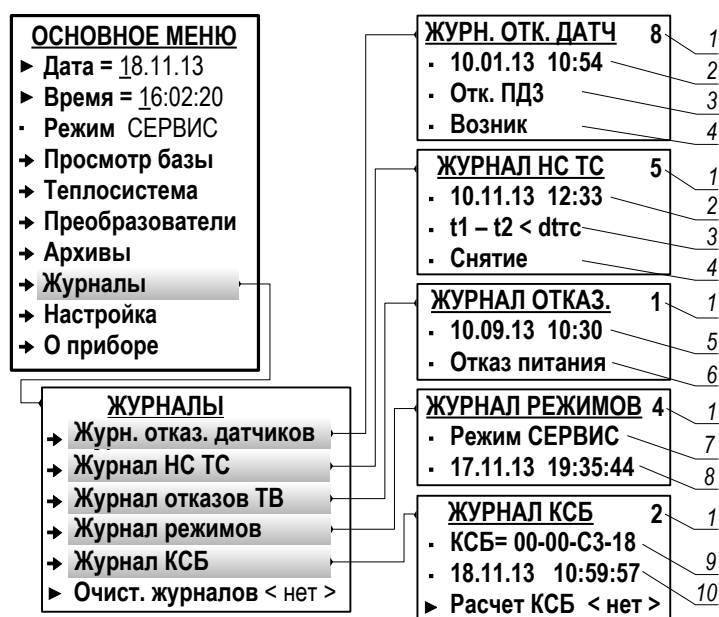 ОСНОВНОЕ МЕНЮ
► Дата = 18.11.13
► Время = 16:02:20
· Режим СЕРВИС
→ Просмотр базы
→ Теплосистема
→ Преобразователи
→ Архивы
→ Журналы
→ Настройка
→ О приборе
ЖУРНАЛЫ
→ Журн. отказ. датчиков
→ Журнал НС ТС
→ Журнал отказов ТВ
→ Журнал режимов
→ Журнал КСБ
► Очист. журналов < нет >
ЖУРН. ОТК. ДАТЧ 8 1
· 10.01.13 10:54 2
· Отк. ПД3 3
· Возник 4
ЖУРНАЛ НС ТС 5 1
· 10.11.13 12:33 2
· t1 – t2 < dtтс 3
· Снятие 4
ЖУРНАЛ ОТКАЗ. 1 1
· 10.09.13 10:30 5
· Отказ питания 6
ЖУРНАЛ РЕЖИМОВ 4 1
· Режим СЕРВИС 7
· 17.11.13 19:35:44 8
ЖУРНАЛ КСБ 2 1
· КСБ= 00-00-С3-18 9
· 18.11.13 10:59:57 10
► Расчет КСБ < нет >